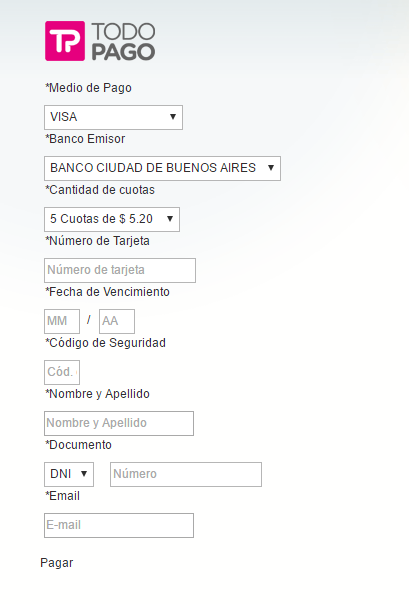 TP TODO
PAGO
*Medio de Pago
VISA
*Banco Emisor
BANCO CIUDAD DE BUENOS AIRES
*Cantidad de cuotas
5 Cuotas de $ 5.20
*Número de Tarjeta
Número de tarjeta
*Fecha de Vencimiento
MM / AA
*Código de Seguridad
Cód.
*Nombre y Apellido
Nombre y Apellido
*Documento
DNI Número
*Email
E-mail
Pagar